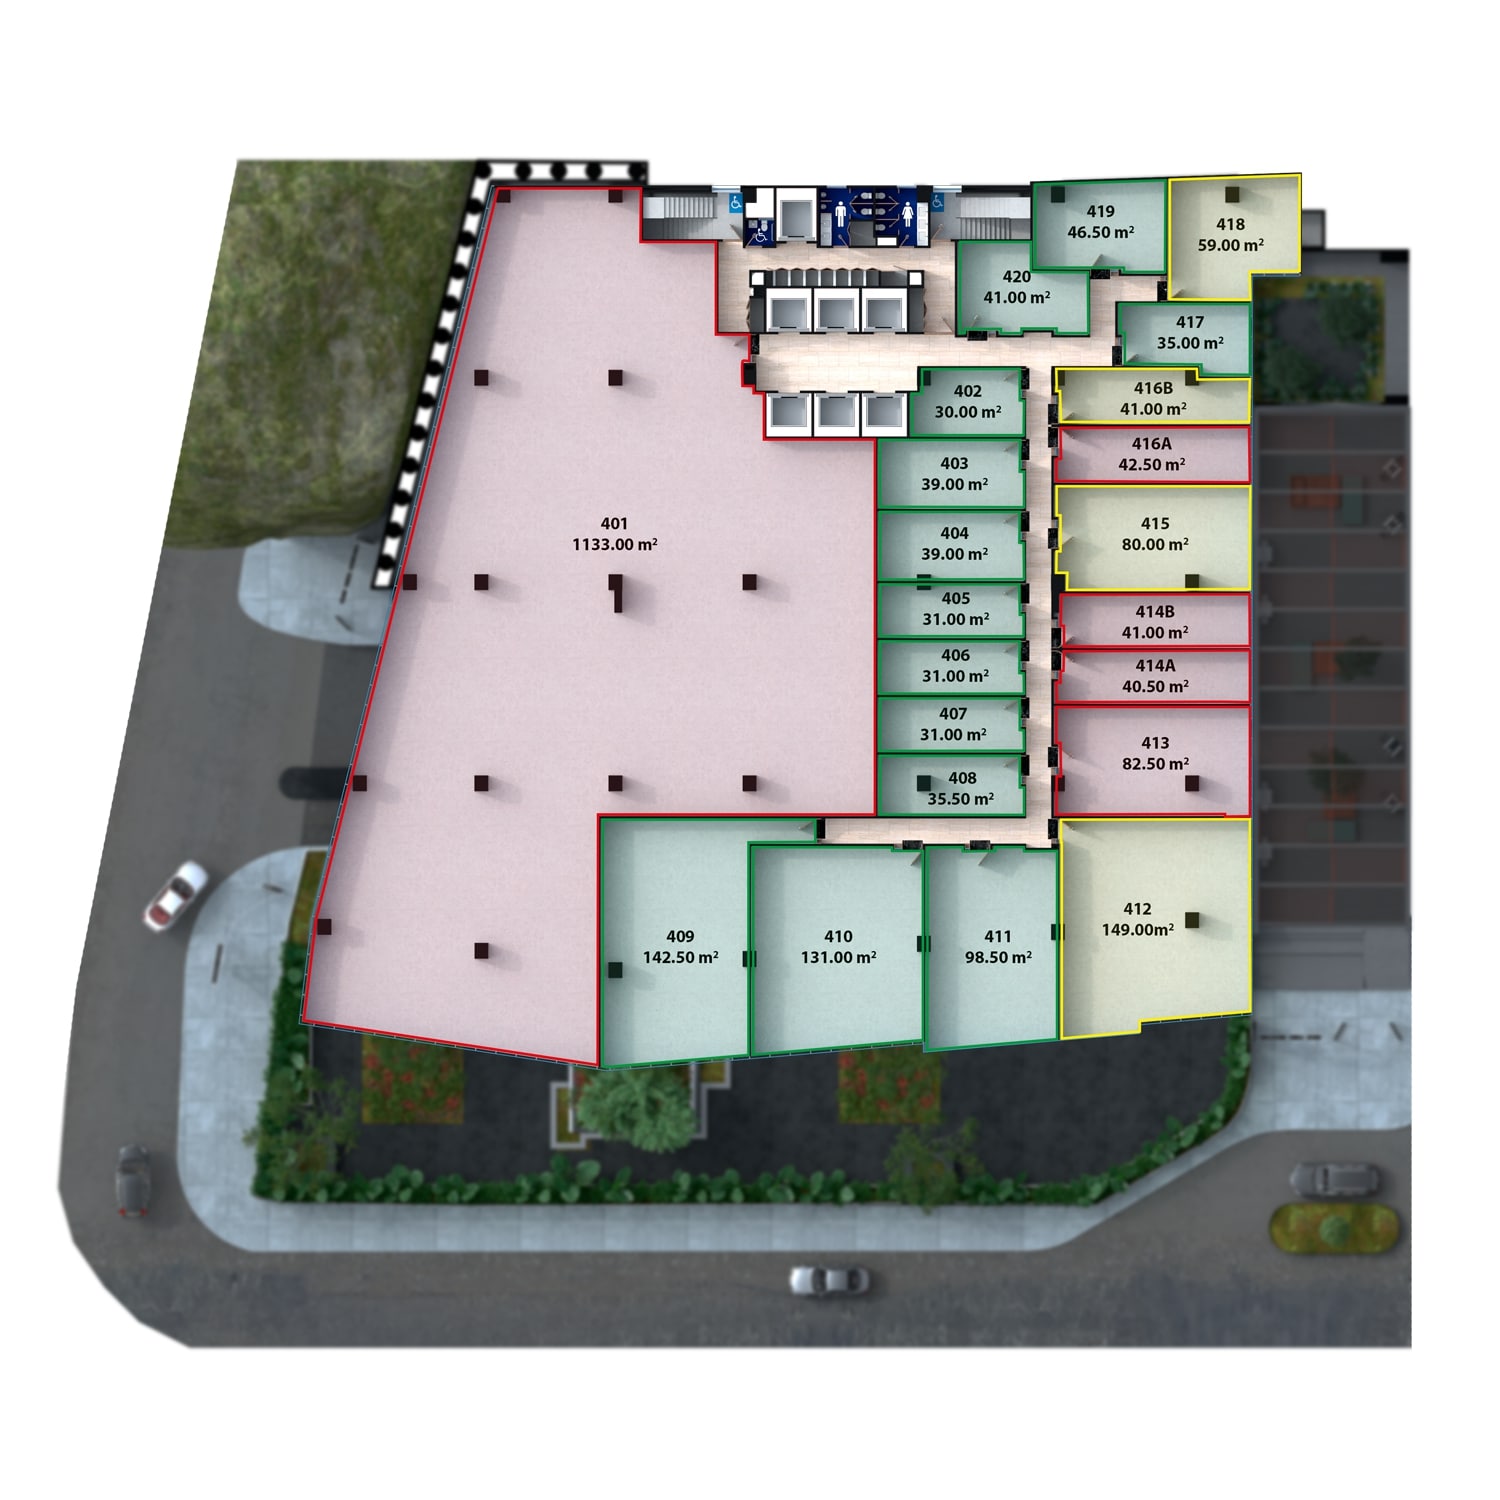 419
46.50 m²
418
59.00 m²
420
41.00 m²
417
35.00 m²
402
30.00 m²
416B
41.00 m²
403
39.00 m²
416A
42.50 m²
401
1133.00 m²
404
39.00 m²
415
80.00 m²
405
31.00 m²
414B
41.00 m²
406
31.00 m²
414A
40.50 m²
407
31.00 m²
413
82.50 m²
408
35.50 m²
409
142.50 m²
410
131.00 m²
411
98.50 m²
412
149.00m²